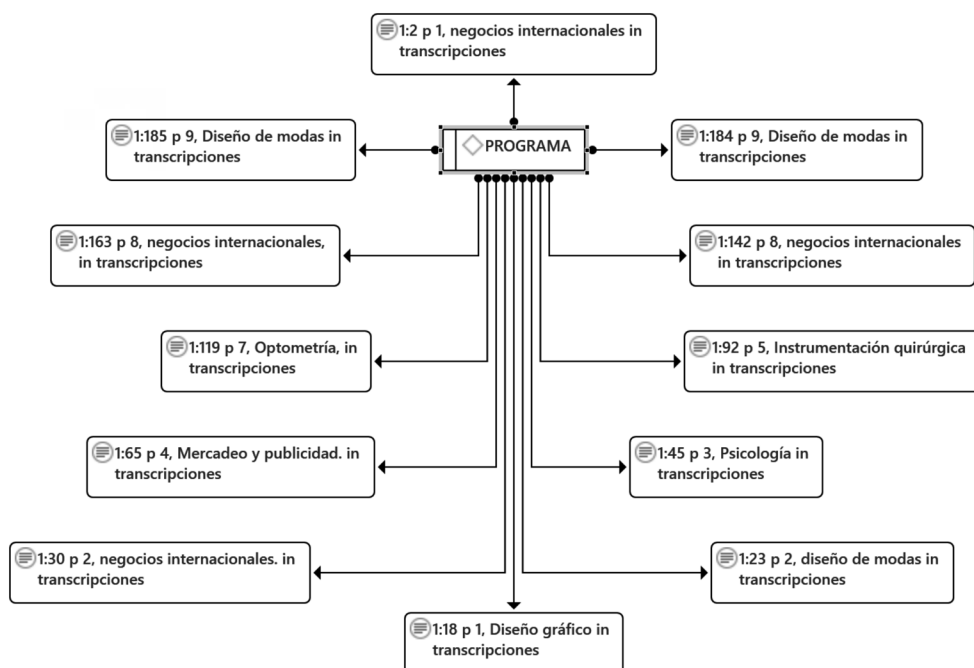 1:2 p 1, negocios internacionales in
transcripciones
1:185 p 9, Diseño de modas in
transcripciones
PROGRAMA
1:184 p 9, Diseño de modas in
transcripciones
1:163 p 8, negocios internacionales,
in transcripciones
1:142 p 8, negocios internacionales
in transcripciones
1:119 p 7, Optometría, in
transcripciones
1:92 p 5, Instrumentación quirúrgica
in transcripciones
1:65 p 4, Mercadeo y publicidad. in
transcripciones
1:45 p 3, Psicología in
transcripciones
1:30 p 2, negocios internacionales. in
transcripciones
1:23 p 2, diseño de modas in
transcripciones
1:18 p 1, Diseño gráfico in
transcripciones